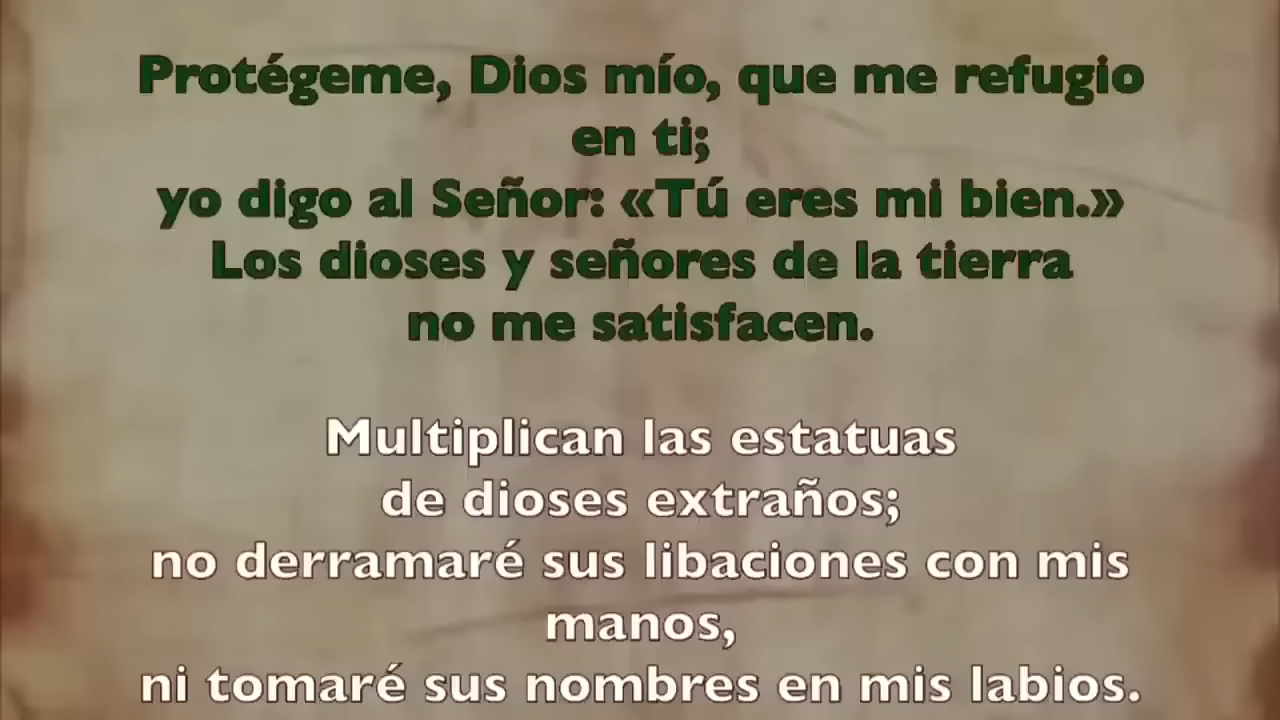 Protégeme, Dios mío, que me refugio
en ti;
yo digo al Señor: «Tú eres mi bien.»
Los dioses y señores de la tierra
no me satisfacen.
Multiplican las estatuas
de dioses extraños;
no derramaré sus libaciones con mis
manos,
ni tomaré sus nombres en mis labios.